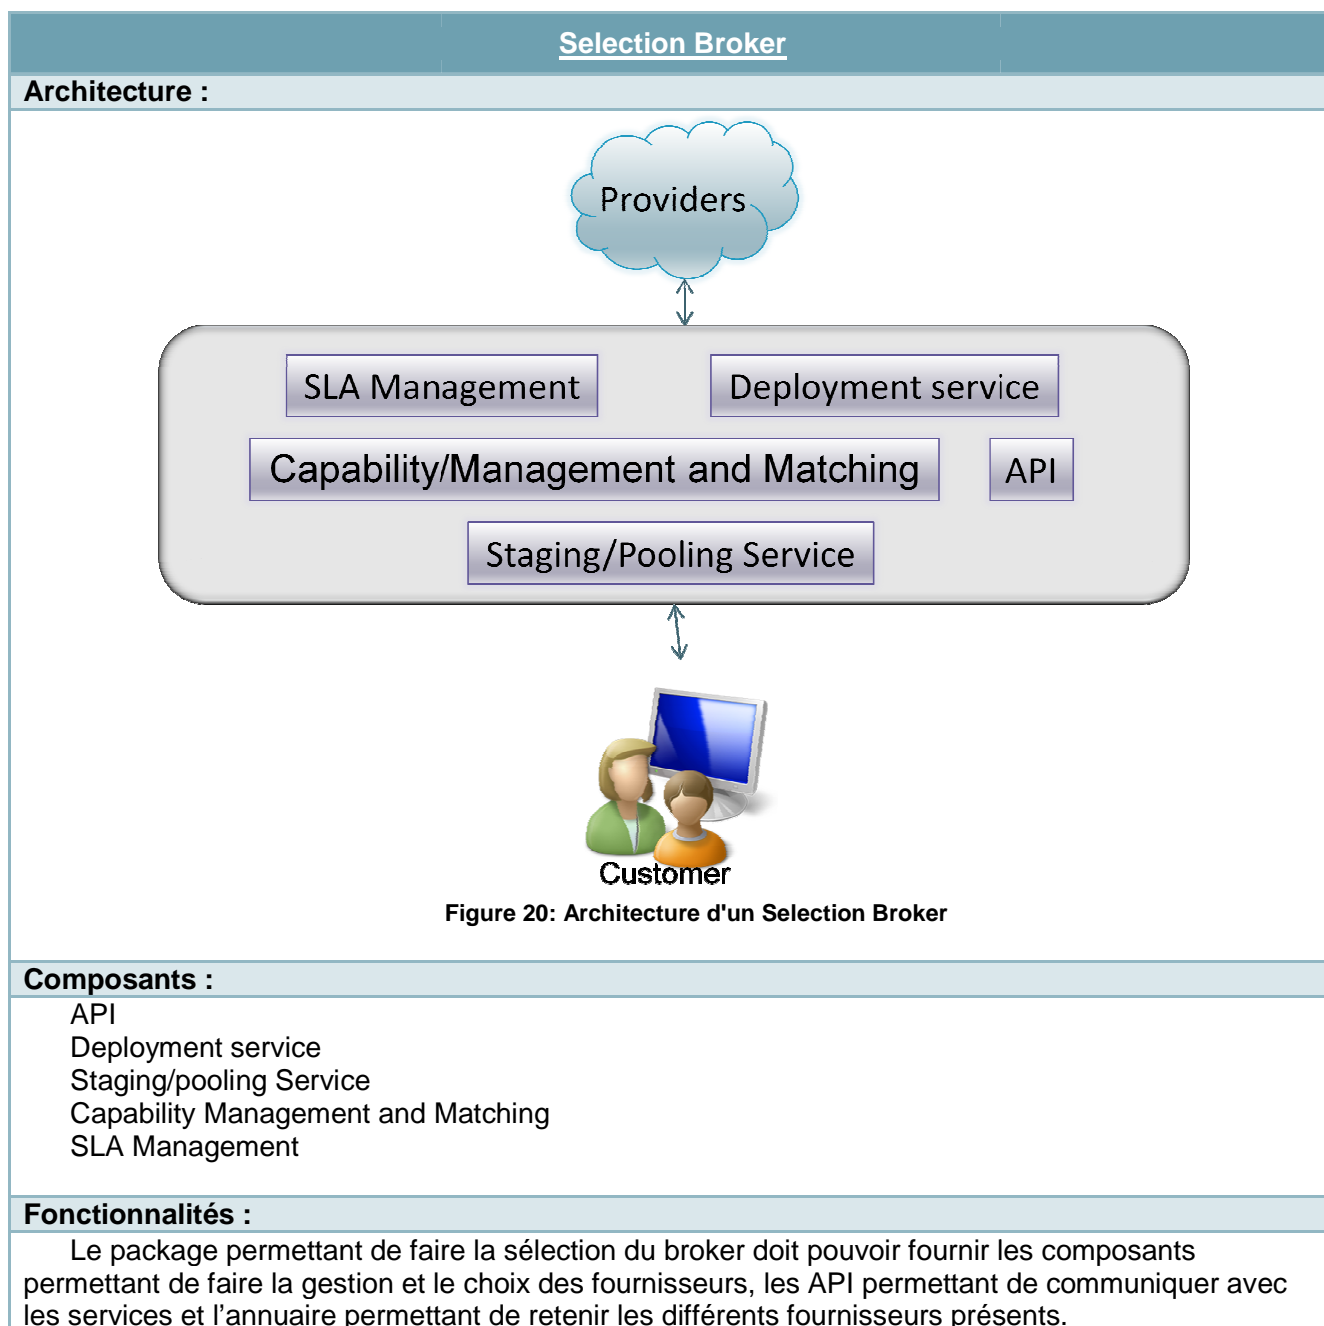 Selection Broker
Architecture :
Providers
SLA Management
Deployment service
Capability/Management and Matching
API
Staging/Pooling Service
Customer
Figure 20: Architecture d'un Selection Broker
Composants :
API
Deployment service
Staging/pooling Service
Capability Management and Matching
SLA Management
Fonctionnalités :
Le package permettant de faire la sélection du broker doit pouvoir fournir les composants
permettant de faire la gestion et le choix des fournisseurs, les API permettant de communiquer avec
les services et l’annuaire permettant de retenir les différents fournisseurs présents.